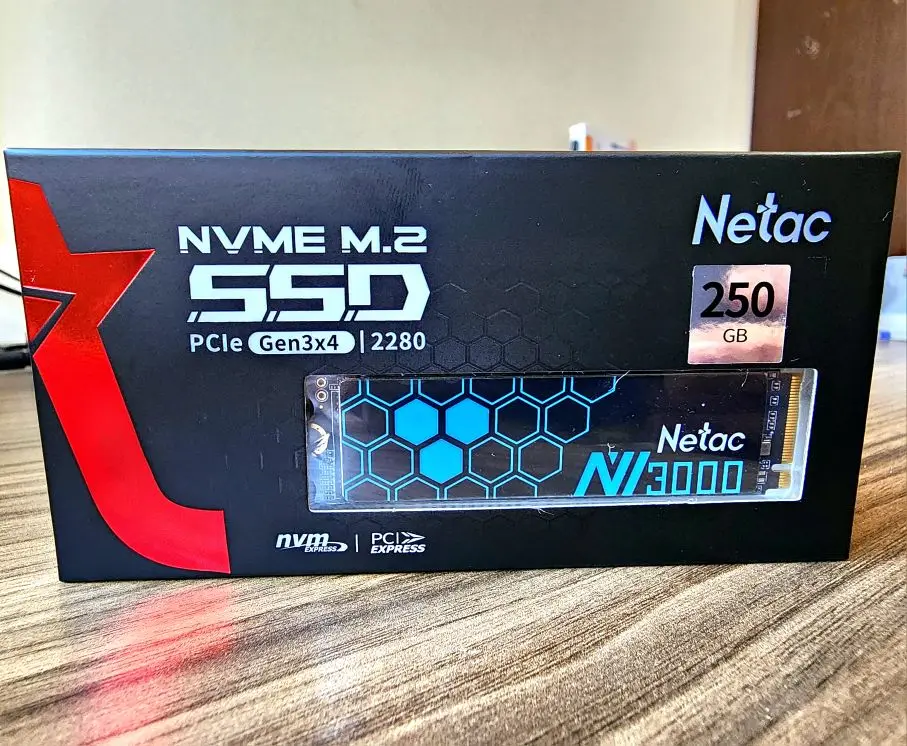 NVME M.2
SSD
PCIe Gen3x4 | 2280
Netac
250
GB
Netac
NV3000
nvm
EXPRESS
PCI
EXPRESS